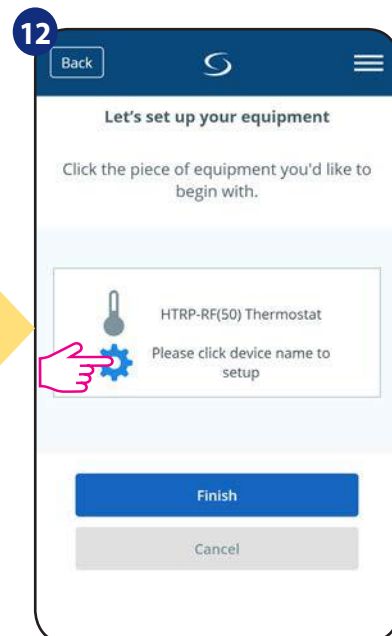 12
Back
Let's set up your equipment
Click the piece of equipment you'd like to
begin with.
HTRP-RF(50) Thermostat
Please click device name to
setup
Finish
Cancel